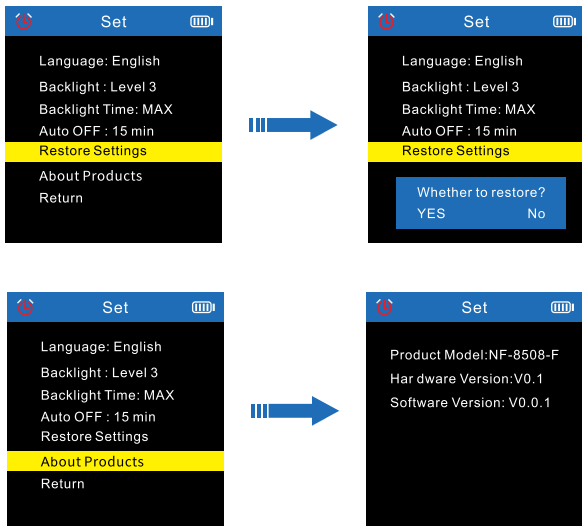 Set
Language: English
Backlight : Level 3
Backlight Time: MAX
Auto OFF : 15 min
Restore Settings
About Products
Return
Set
Language: English
Backlight : Level 3
Backlight Time: MAX
Auto OFF : 15 min
Restore Settings
Whether to restore?
YES No
Set
Language: English
Backlight : Level 3
Backlight Time: MAX
Auto OFF : 15 min
Restore Settings
About Products
Return
Set
Product Model:NF-8508-F
Har dware Version:V0.1
Software Version: V0.0.1